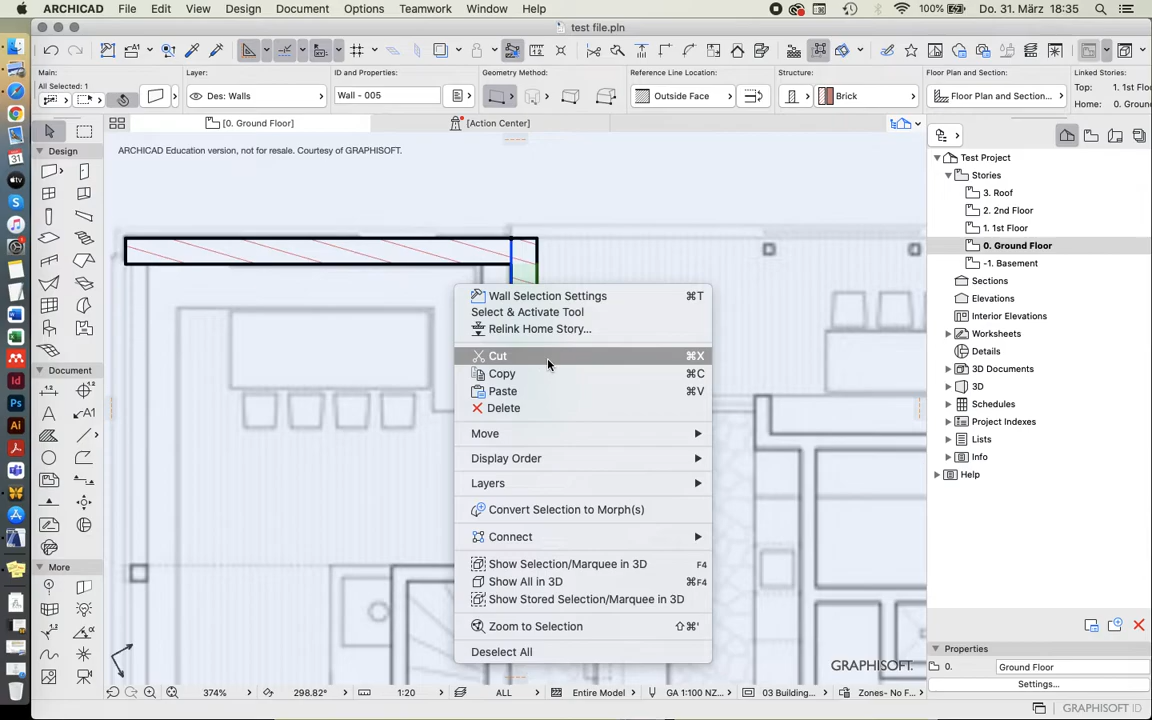 ARCHICAD File Edit View Design Document Options Teamwork Window Help 100% Do. 31. März 18:35
test file.pln
Main: Layer: ID and Properties: Geometry Method: Reference Line Location: Structure: Floor Plan and Section: Linked Stories:
All Selected: 1
Des: Walls Wall - 005 Outside Face Brick Floor Plan and Section... Top: 1. 1st Floo
Home: 0. Ground
[0. Ground Floor] [Action Center]
ARCHICAD Education version, not for resale. Courtesy of GRAPHISOFT.
Design
Document
More
Wall Selection Settings ⌘T
Select & Activate Tool
Relink Home Story...
Cut ⌘X
Copy ⌘C
Paste ⌘V
Delete
Move
Display Order
Layers
Convert Selection to Morph(s)
Connect
Show Selection/Marquee in 3D F4
Show All in 3D ⌘F4
Show Stored Selection/Marquee in 3D
Zoom to Selection ⇧⌘'
Deselect All
Test Project
Stories
3. Roof
2. 2nd Floor
1. 1st Floor
0. Ground Floor
-1. Basement
Sections
Elevations
Interior Elevations
Worksheets
Details
3D Documents
3D
Schedules
Project Indexes
Lists
Info
Help
Properties
0. Ground Floor
Settings...
GRAPHISOFT.
374% 298.82° 1:20 ALL Entire Model GA 1:100 NZ... 03 Building... Zones- No F...
GRAPHISOFT ID